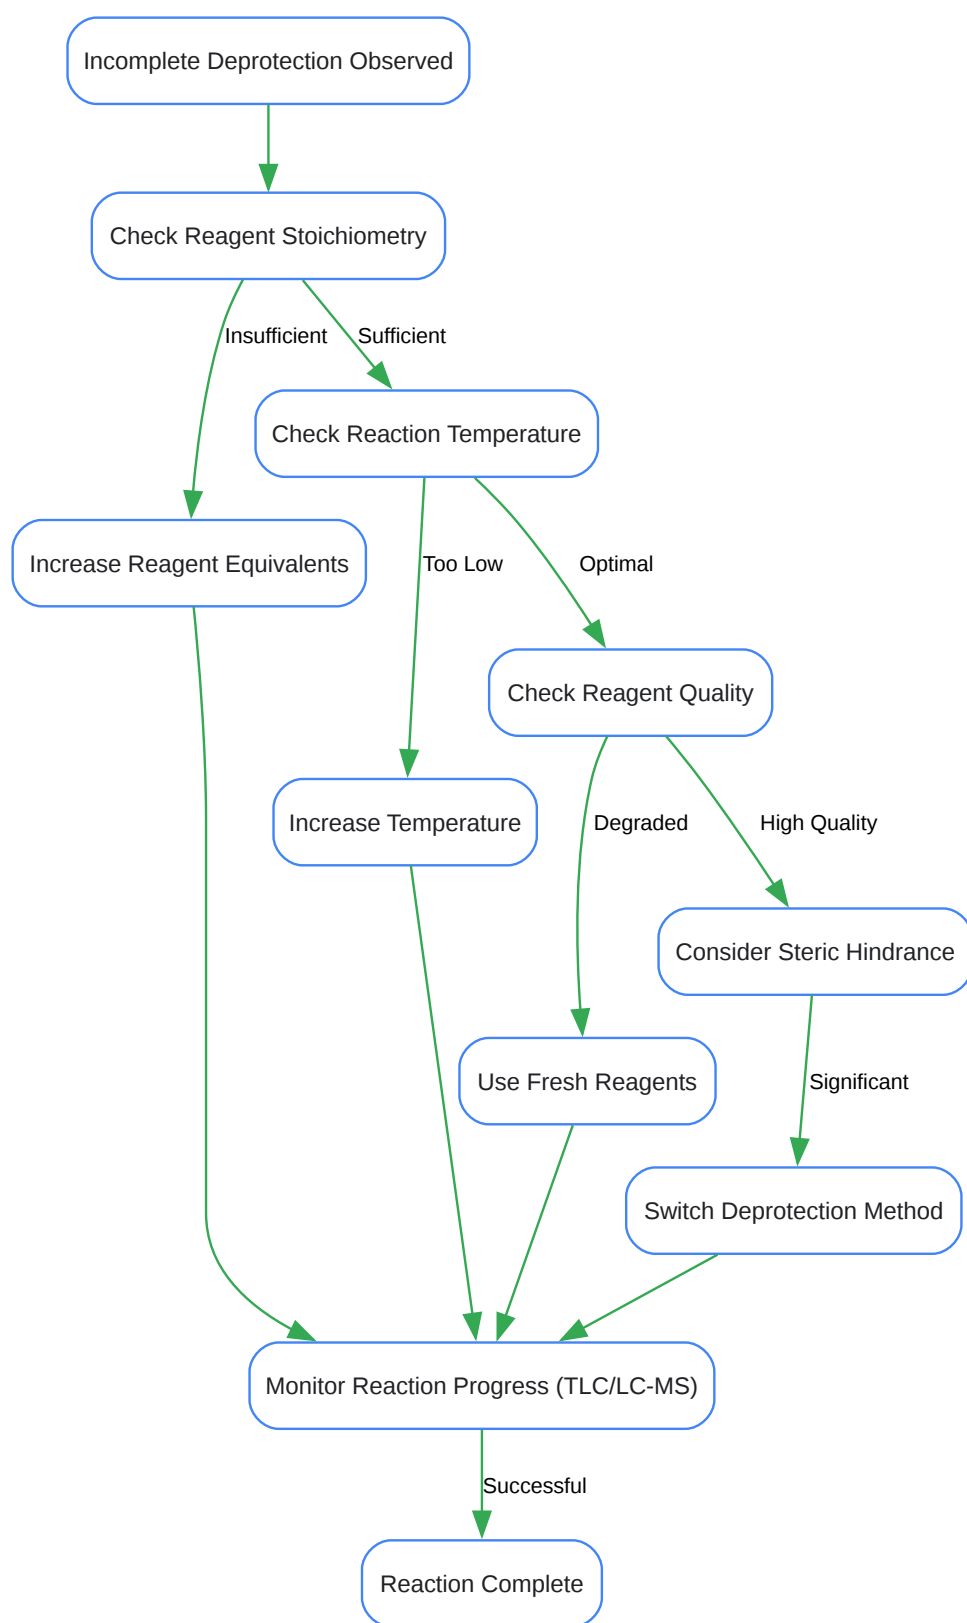 Incomplete Deprotection Observed
Check Reagent Stoichiometry
Insufficient
Sufficient
Check Reaction Temperature
Increase Reagent Equivalents
Too Low
Optimal
Check Reagent Quality
Increase Temperature
Degraded
High Quality
Consider Steric Hindrance
Use Fresh Reagents
Significant
Switch Deprotection Method
Monitor Reaction Progress (TLC/LC-MS)
Successful
Reaction Complete